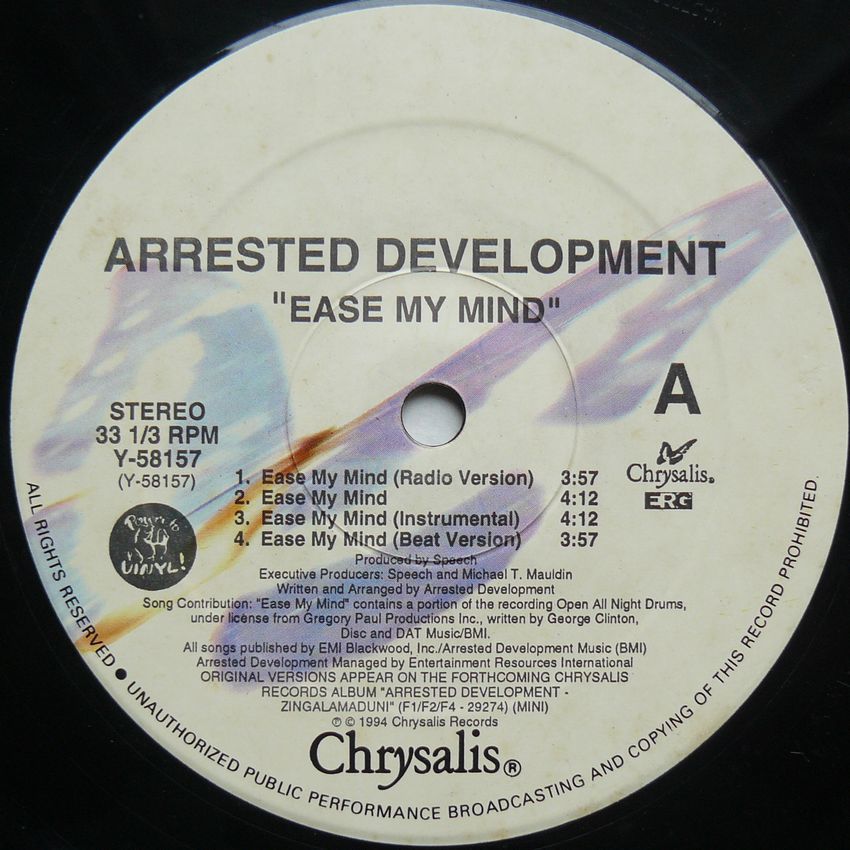 ARRESTED DEVELOPMENT
"EASE MY MIND"
A
STEREO
33 1/3 RPM
Y-58157
(Y-58157)
Chrysalis®
ERG
1. Ease My Mind (Radio Version) 3:57
2. Ease My Mind 4:12
3. Ease My Mind (Instrumental) 4:12
4. Ease My Mind (Beat Version) 3:57
VINYL!
Produced by Speech
Executive Producers: Speech and Michael T. Mauldin
Written and Arranged by Arrested Development
Song Contribution: "Ease My Mind" contains a portion of the recording Open All Night Drums,
under license from Gregory Paul Productions Inc., written by George Clinton,
Disc and DAT Music/BMI.
All songs published by EMI Blackwood, Inc./Arrested Development Music (BMI)
Arrested Development Managed by Entertainment Resources International
ORIGINAL VERSIONS APPEAR ON THE FORTHCOMING CHRYSALIS
RECORDS ALBUM "ARRESTED DEVELOPMENT -
ZINGALAMADUNI" (F1/F2/F4 - 29274) (MINI)
℗ © 1994 Chrysalis Records
Chrysalis®
ALL RIGHTS RESERVED ● UNAUTHORIZED PUBLIC PERFORMANCE BROADCASTING AND COPYING OF THIS RECORD PROHIBITED.